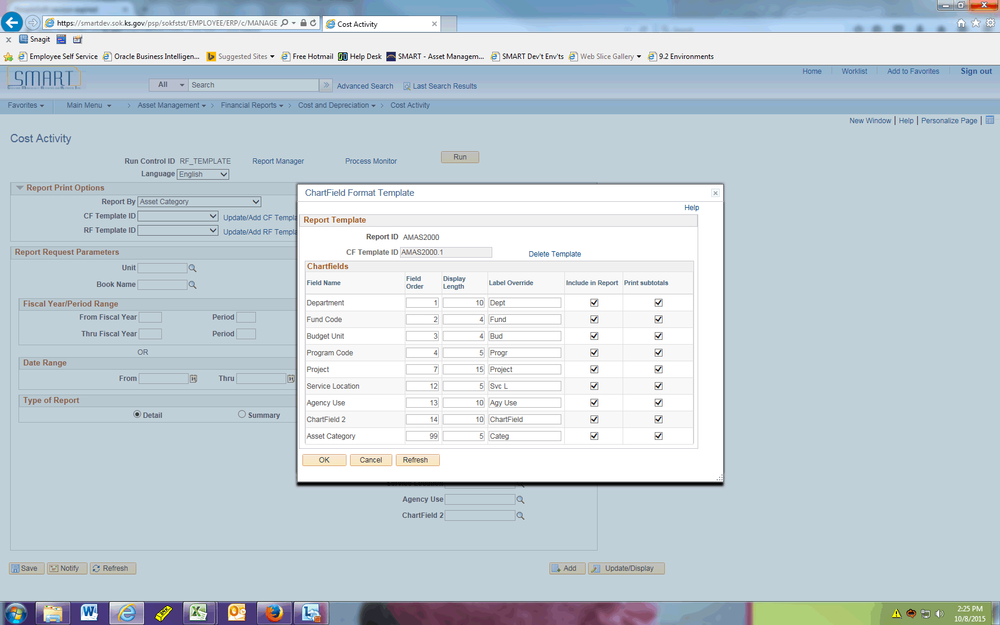 https://smartdev.sok.ks.gov/psp/sokfstst/EMPLOYEE/ERP/c/MANAGE
Cost Activity
Snagit
Employee Self Service
Oracle Business Intelligen...
Suggested Sites
Free Hotmail
Help Desk
SMART - Asset Managem...
SMART Dev't Env'ts
Web Slice Gallery
9.2 Environments
SMART
Home
Worklist
Add to Favorites
Sign out
All
Search
Advanced Search
Last Search Results
Favorites
Main Menu
Asset Management
Financial Reports
Cost and Depreciation
Cost Activity
New Window | Help | Personalize Page |
Cost Activity
Run Control ID RF_TEMPLATE
Report Manager
Process Monitor
Run
Language English
Report Print Options
Report By Asset Category
CF Template ID
Update/Add CF Templa
RF Template ID
Update/Add RF Templa
Report Request Parameters
Unit
Book Name
Fiscal Year/Period Range
From Fiscal Year
Period
Thru Fiscal Year
Period
OR
Date Range
From
31
Thru
31
Type of Report
Detail
Summary
ChartField Format Template
Help
Report Template
Report ID AMAS2000
CF Template ID AMAS2000.1
Delete Template
Chartfields
Field Name Field Order Display Length Label Override Include in Report Print subtotals
Department 1 10 Dept
Fund Code 2 4 Fund
Budget Unit 3 4 Bud
Program Code 4 5 Progr
Project 7 15 Project
Service Location 12 5 Svc L
Agency Use 13 10 Agy Use
ChartField 2 14 10 ChartField
Asset Category 99 5 Categ
OK
Cancel
Refresh
Service Location
Agency Use
ChartField 2
Save
Notify
Refresh
Add
Update/Display
2:25 PM
10/8/2015